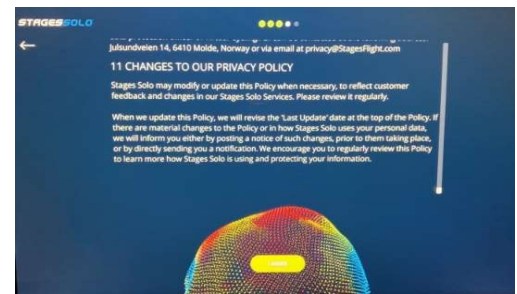 STAGES SOLO
Julsundveien 14, 6410 Molde, Norway or via email at privacy@StagesFlight.com
11 CHANGES TO OUR PRIVACY POLICY
Stages Solo may modify or update this Policy when necessary, to reflect customer
feedback and changes in our Stages Solo Services. Please review it regularly.
When we update this Policy, we will revise the 'Last Update' date at the top of the Policy. If
there are material changes to the Policy or in how Stages Solo uses your personal data,
we will inform you either by posting a notice of such changes, prior to them taking place,
or by directly sending you a notification. We encourage you to regularly review this Policy
to learn more how Stages Solo is using and protecting your information.